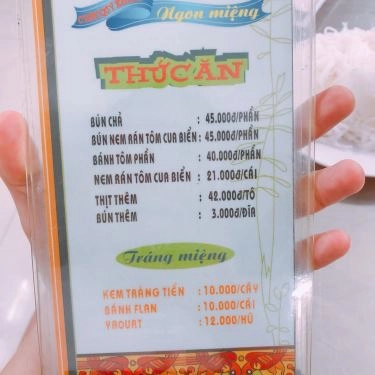 Ngon miệng
THỨC ĂN
BÚN CHẢ : 45.000đ/PHẦN
BÚN NEM RÁN TÔM CUA BIỂN : 45.000đ/PHẦN
BÁNH TÔM PHẦN : 40.000đ/PHẦN
NEM RÁN TÔM CUA BIỂN : 21.000đ/CÁI
THỊT THÊM : 42.000đ/TÔ
BÚN THÊM : 3.000đ/ĐĨA
Tráng miệng
KEM TRÀNG TIỀN : 10.000/CÂY
BÁNH FLAN : 10.000/CÁI
YAOURT : 12.000/HŨ